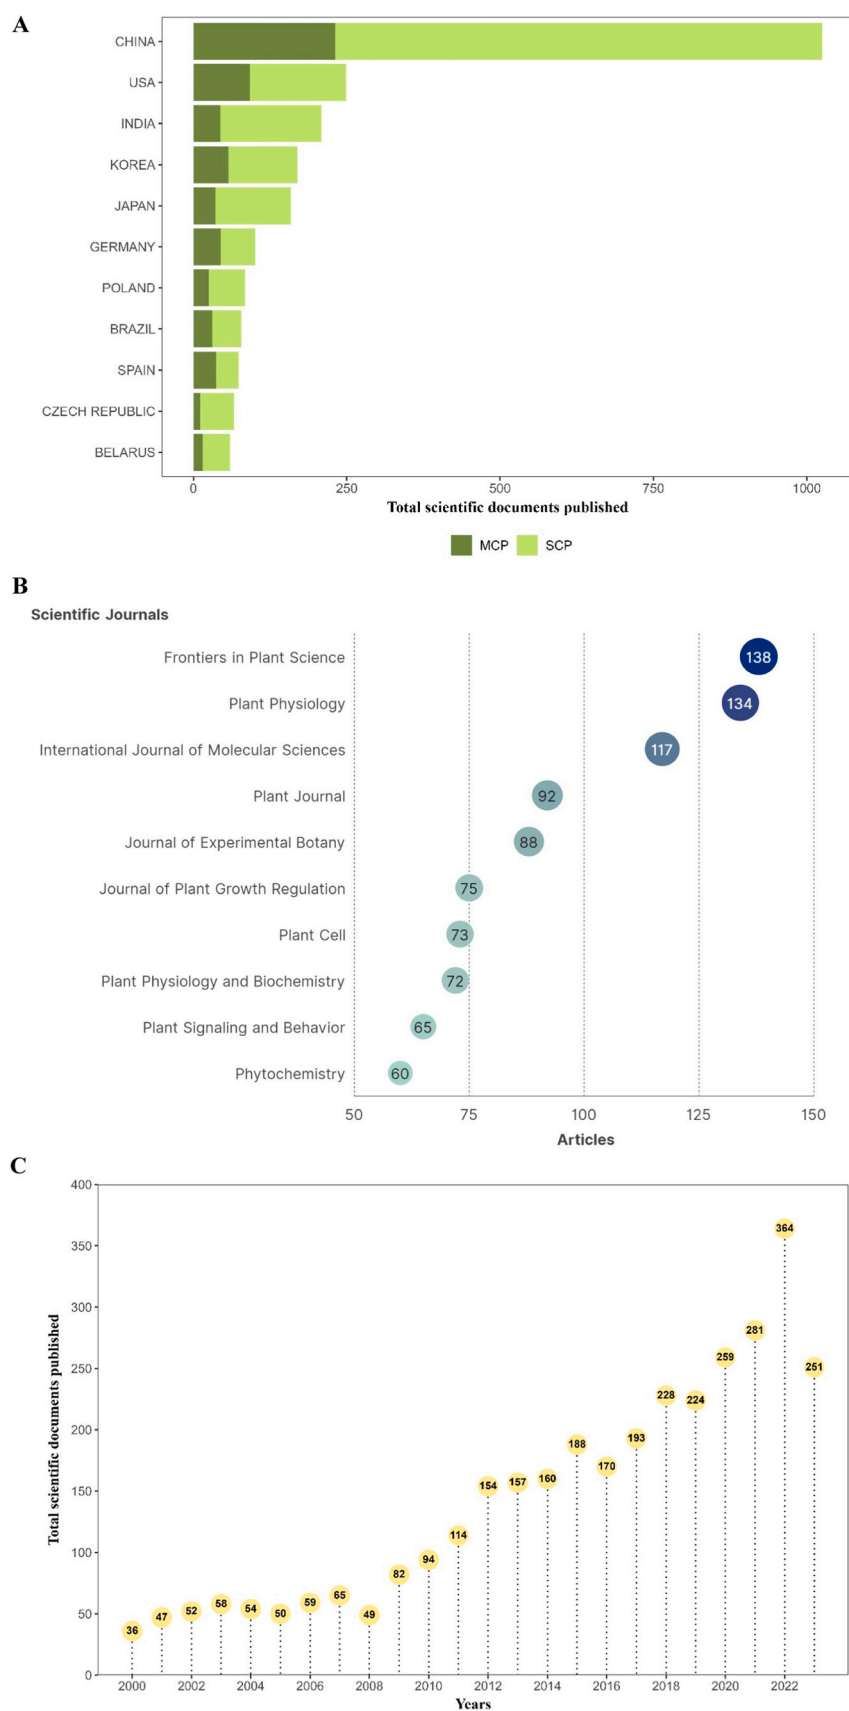 A
CHINA
USA
INDIA
KOREA
JAPAN
GERMANY
POLAND
BRAZIL
SPAIN
CZECH REPUBLIC
BELARUS
0 250 500 750 1000
Total scientific documents published
MCP SCP
B
Scientific Journals
Frontiers in Plant Science 138
Plant Physiology 134
International Journal of Molecular Sciences 117
Plant Journal 92
Journal of Experimental Botany 88
Journal of Plant Growth Regulation 75
Plant Cell 73
Plant Physiology and Biochemistry 72
Plant Signaling and Behavior 65
Phytochemistry 60
50 75 100 125 150
Articles
C
Total scientific documents published
400
350
300
250
200
150
100
50
0
36 47 52 58 54 50 59 65 49 82 94 114 154 157 160 188 170 193 228 224 259 281 364 251
2000 2002 2004 2006 2008 2010 2012 2014 2016 2018 2020 2022
Years